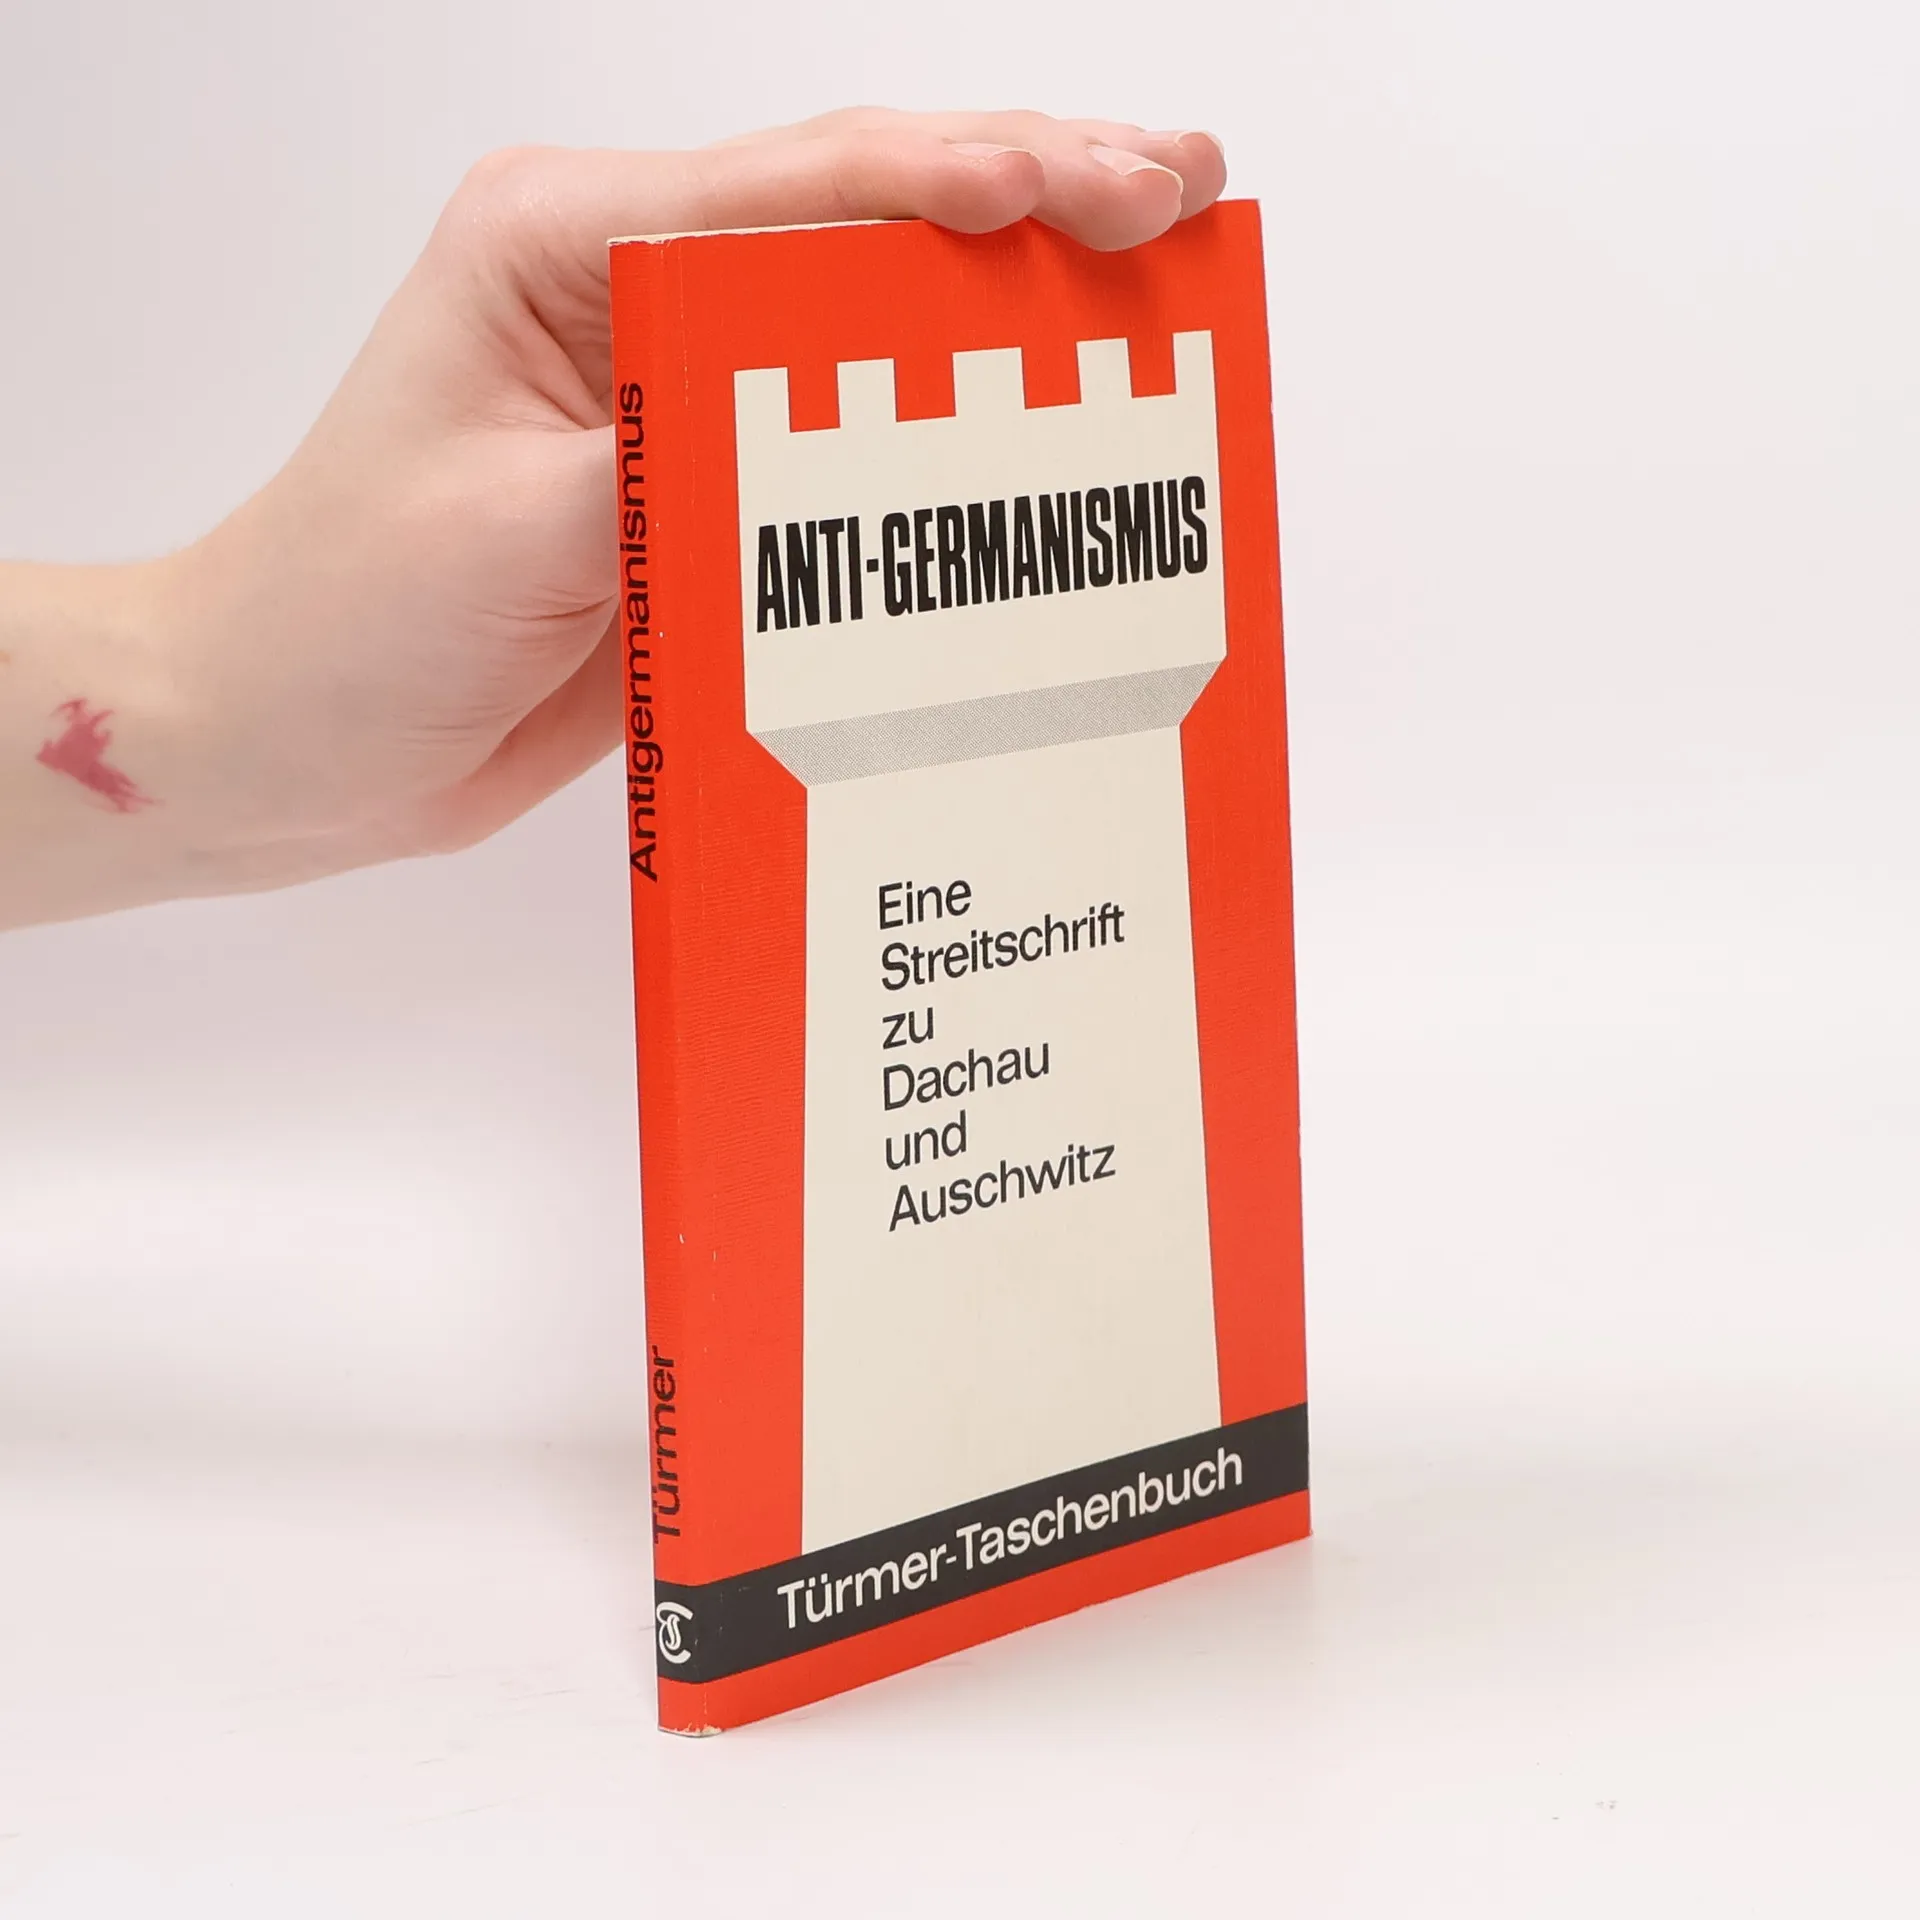 Antigermanismus
Türmer
ANTI-GERMANISMUS
Eine
Streitschrift
zu
Dachau
und
Auschwitz
Türmer-Taschenbuch